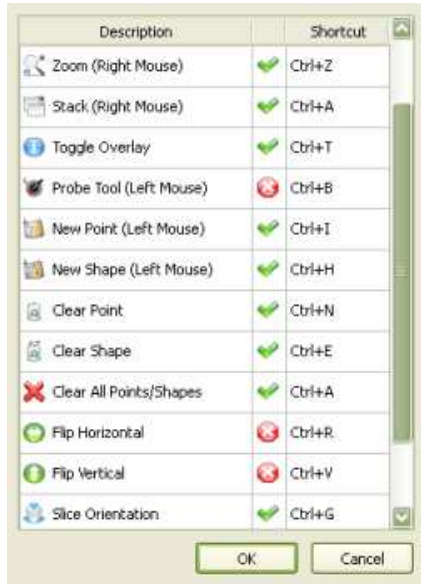 Description Shortcut
Zoom (Right Mouse) Ctrl+Z
Stack (Right Mouse) Ctrl+A
Toggle Overlay Ctrl+T
Probe Tool (Left Mouse) Ctrl+B
New Point (Left Mouse) Ctrl+I
New Shape (Left Mouse) Ctrl+H
Clear Point Ctrl+N
Clear Shape Ctrl+E
Clear All Points/Shapes Ctrl+A
Flip Horizontal Ctrl+R
Flip Vertical Ctrl+V
Slice Orientation Ctrl+G
OK Cancel